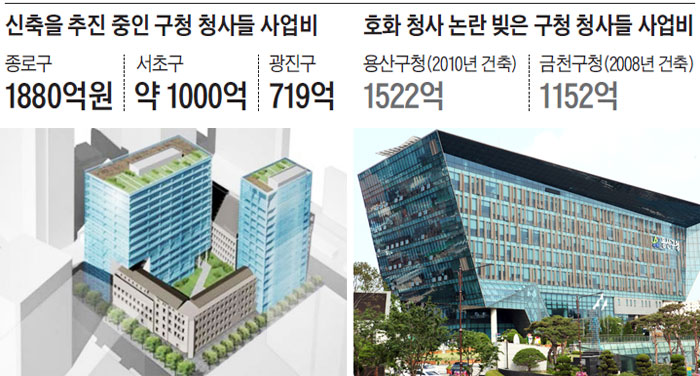 신축을 추진 중인 구청 청사들 사업비
종로구 서초구 광진구
1880억원 약 1000억 719억
호화 청사 논란 빚은 구청 청사들 사업비
용산구청(2010년 건축) 금천구청(2008년 건축)
1522억 1152억